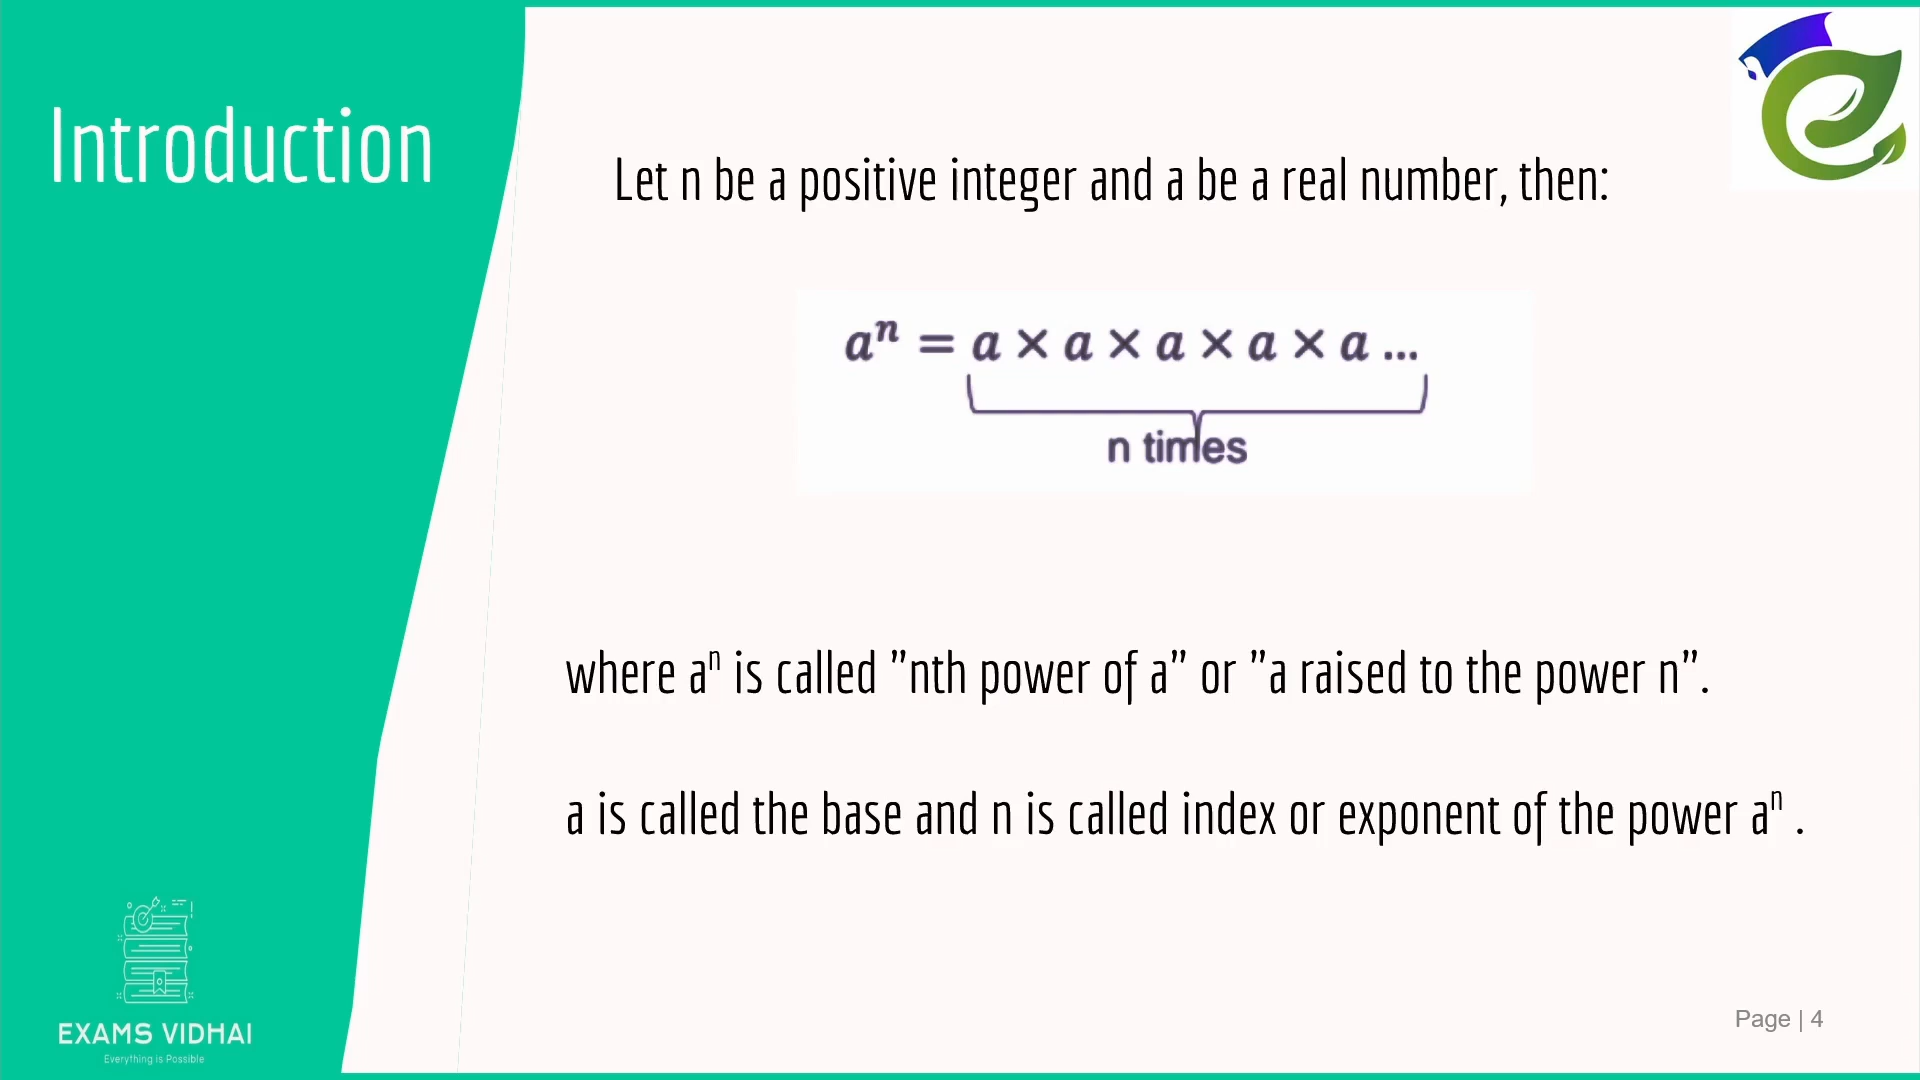 Introduction
Let n be a positive integer and a be a real number, then:
aⁿ = a × a × a × a × a ...
n times
where aⁿ is called ”nth power of a” or ”a raised to the power n”.
a is called the base and n is called index or exponent of the power aⁿ .
EXAMS VIDHAI
Everything is Possible
Page | 4